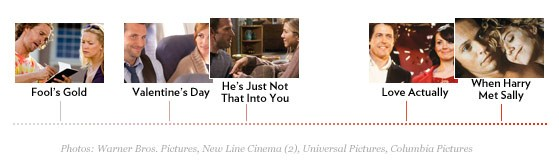 Fool's Gold
Valentine's Day
He's Just Not
That Into You
Love Actually
When Harry
Met Sally
Photos: Warner Bros. Pictures, New Line Cinema (2), Universal Pictures, Columbia Pictures